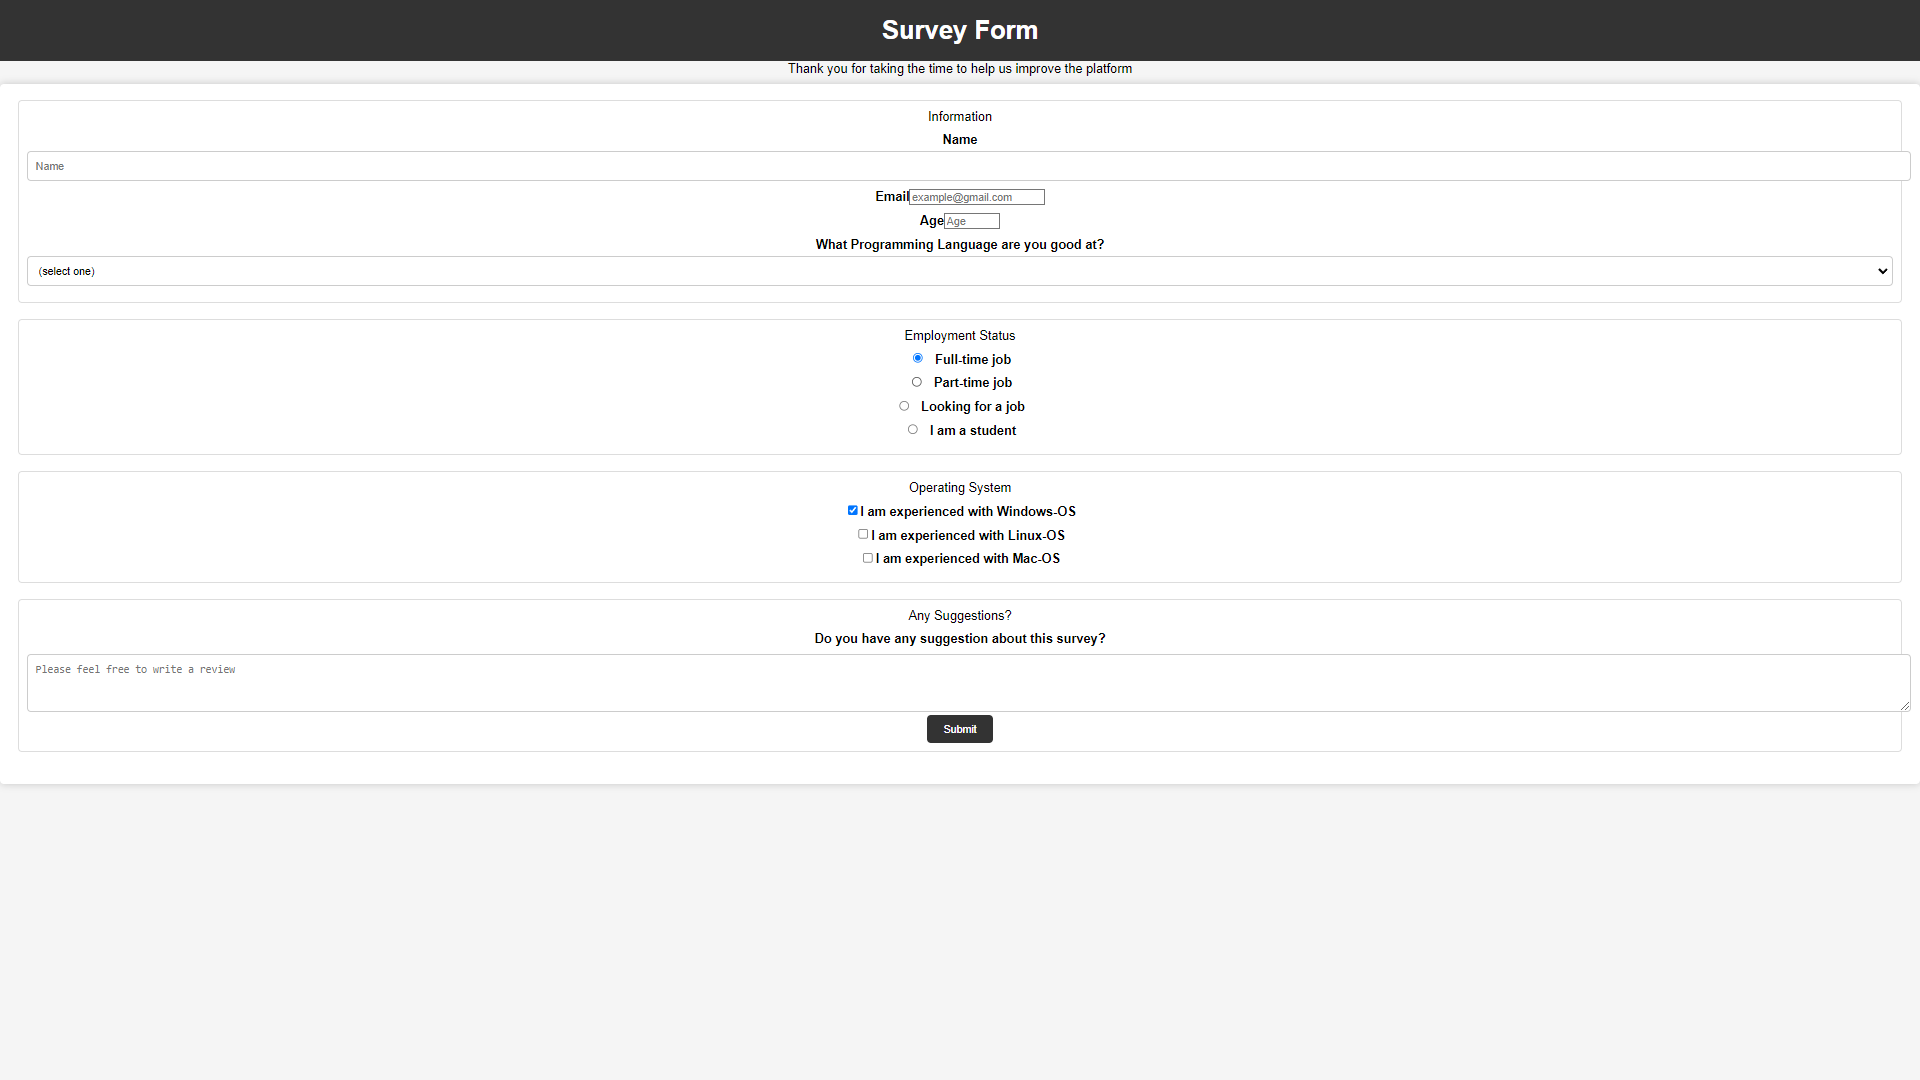 Survey Form
Thank you for taking the time to help us improve the platform
Information
Name
Name
Email example@gmail.com
Age Age
What Programming Language are you good at?
(select one)
Employment Status
Full-time job
Part-time job
Looking for a job
I am a student
Operating System
I am experienced with Windows-OS
I am experienced with Linux-OS
I am experienced with Mac-OS
Any Suggestions?
Do you have any suggestion about this survey?
Please feel free to write a review
Submit